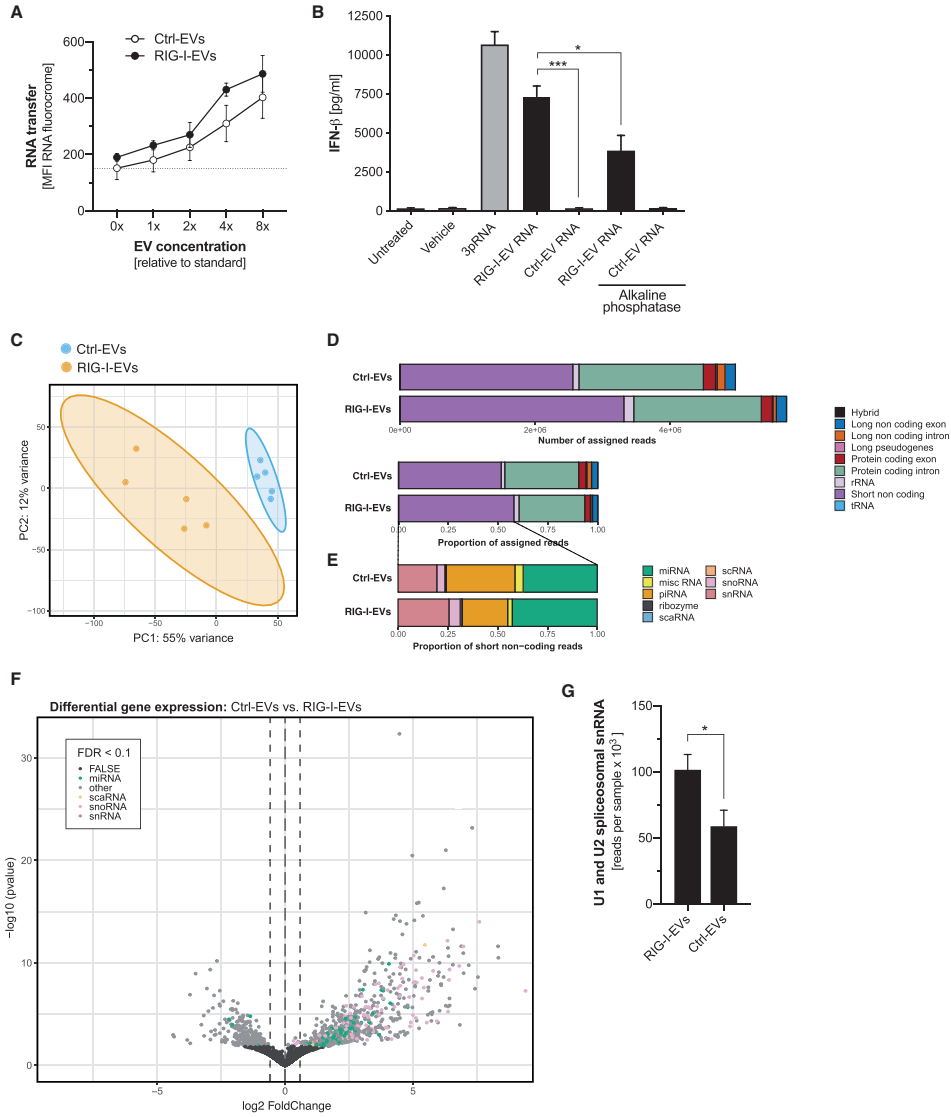 A
Ctrl-EVs
RIG-I-EVs
RNA transfer
[MFI RNA fluorocrome]
600
400
200
0
0x 1x 2x 4x 8x
EV concentration
[relative to standard]
B
IFN-β [pg/ml]
12500
10000
7500
5000
2500
0
*
***
Untreated
Vehicle
3pRNA
RIG-I-EV RNA
Ctrl-EV RNA
RIG-I-EV RNA
Ctrl-EV RNA
Alkaline
phosphatase
C
Ctrl-EVs
RIG-I-EVs
PC2: 12% variance
50
0
−50
−100
−100 −50 0 50
PC1: 55% variance
D
Ctrl-EVs
RIG-I-EVs
0e+00 2e+06 4e+06
Number of assigned reads
Ctrl-EVs
RIG-I-EVs
0.00 0.25 0.50 0.75 1.00
Proportion of assigned reads
Hybrid
Long non coding exon
Long non coding intron
Long pseudogenes
Protein coding exon
Protein coding intron
rRNA
Short non coding
tRNA
E
Ctrl-EVs
RIG-I-EVs
0.00 0.25 0.50 0.75 1.00
Proportion of short non−coding reads
miRNA
misc RNA
piRNA
ribozyme
scaRNA
scRNA
snoRNA
snRNA
F
Differential gene expression: Ctrl-EVs vs. RIG-I-EVs
FDR < 0.1
FALSE
miRNA
other
scaRNA
snoRNA
snRNA
−log10 (pvalue)
30
20
10
0
−5 0 5
log2 FoldChange
G
U1 and U2 spliceosomal snRNA
[reads per sample x 10³ ]
150
100
50
0
*
RIG-I-EVs
Ctrl-EVs